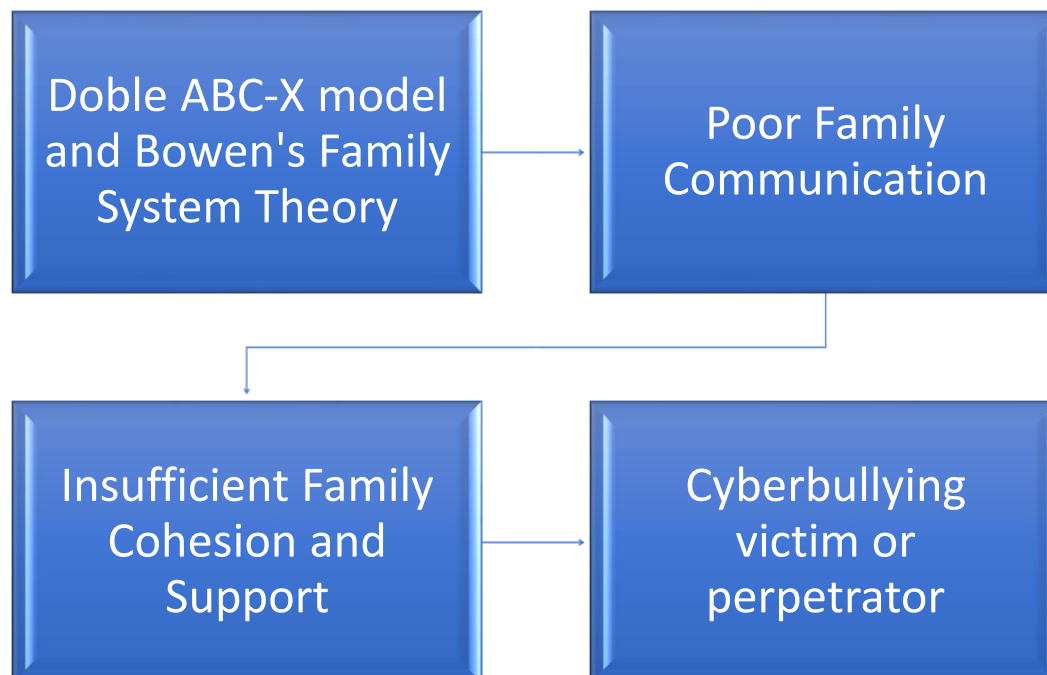 Doble ABC-X model
and Bowen's Family
System Theory
Poor Family
Communication
Insufficient Family
Cohesion and
Support
Cyberbullying
victim or
perpetrator